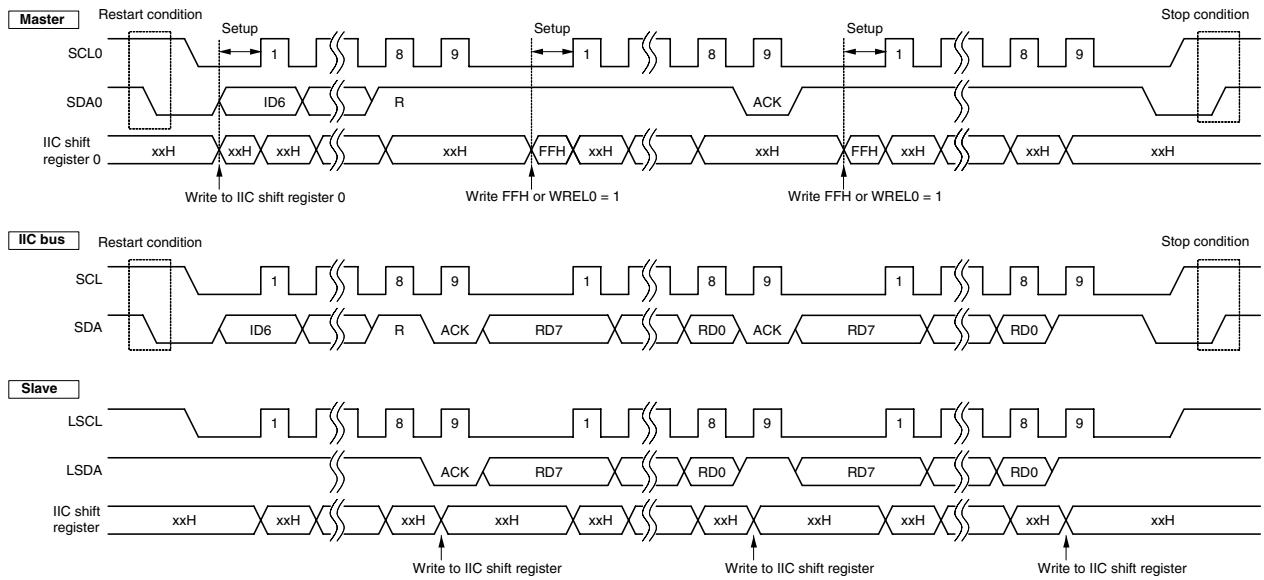 Master
Restart condition
Stop condition
Setup Setup Setup
SCL0 1 8 9 1 8 9 1 8 9
SDA0 ID6 R ACK
IIC shift
register 0
xxH xxH xxH xxH FFH xxH xxH FFH xxH xxH xxH
Write to IIC shift register 0
Write FFH or WREL0 = 1
Write FFH or WREL0 = 1
IIC bus
Restart condition
Stop condition
SCL 1 8 9 1 8 9 1 8 9
SDA ID6 R ACK RD7 RD0 ACK RD7 RD0
Slave
LSCL 1 8 9 1 8 9 1 8 9
LSDA ACK RD7 RD0 RD7 RD0
IIC shift
register
xxH xxH xxH xxH xxH xxH xxH xxH xxH xxH
Write to IIC shift register
Write to IIC shift register
Write to IIC shift register